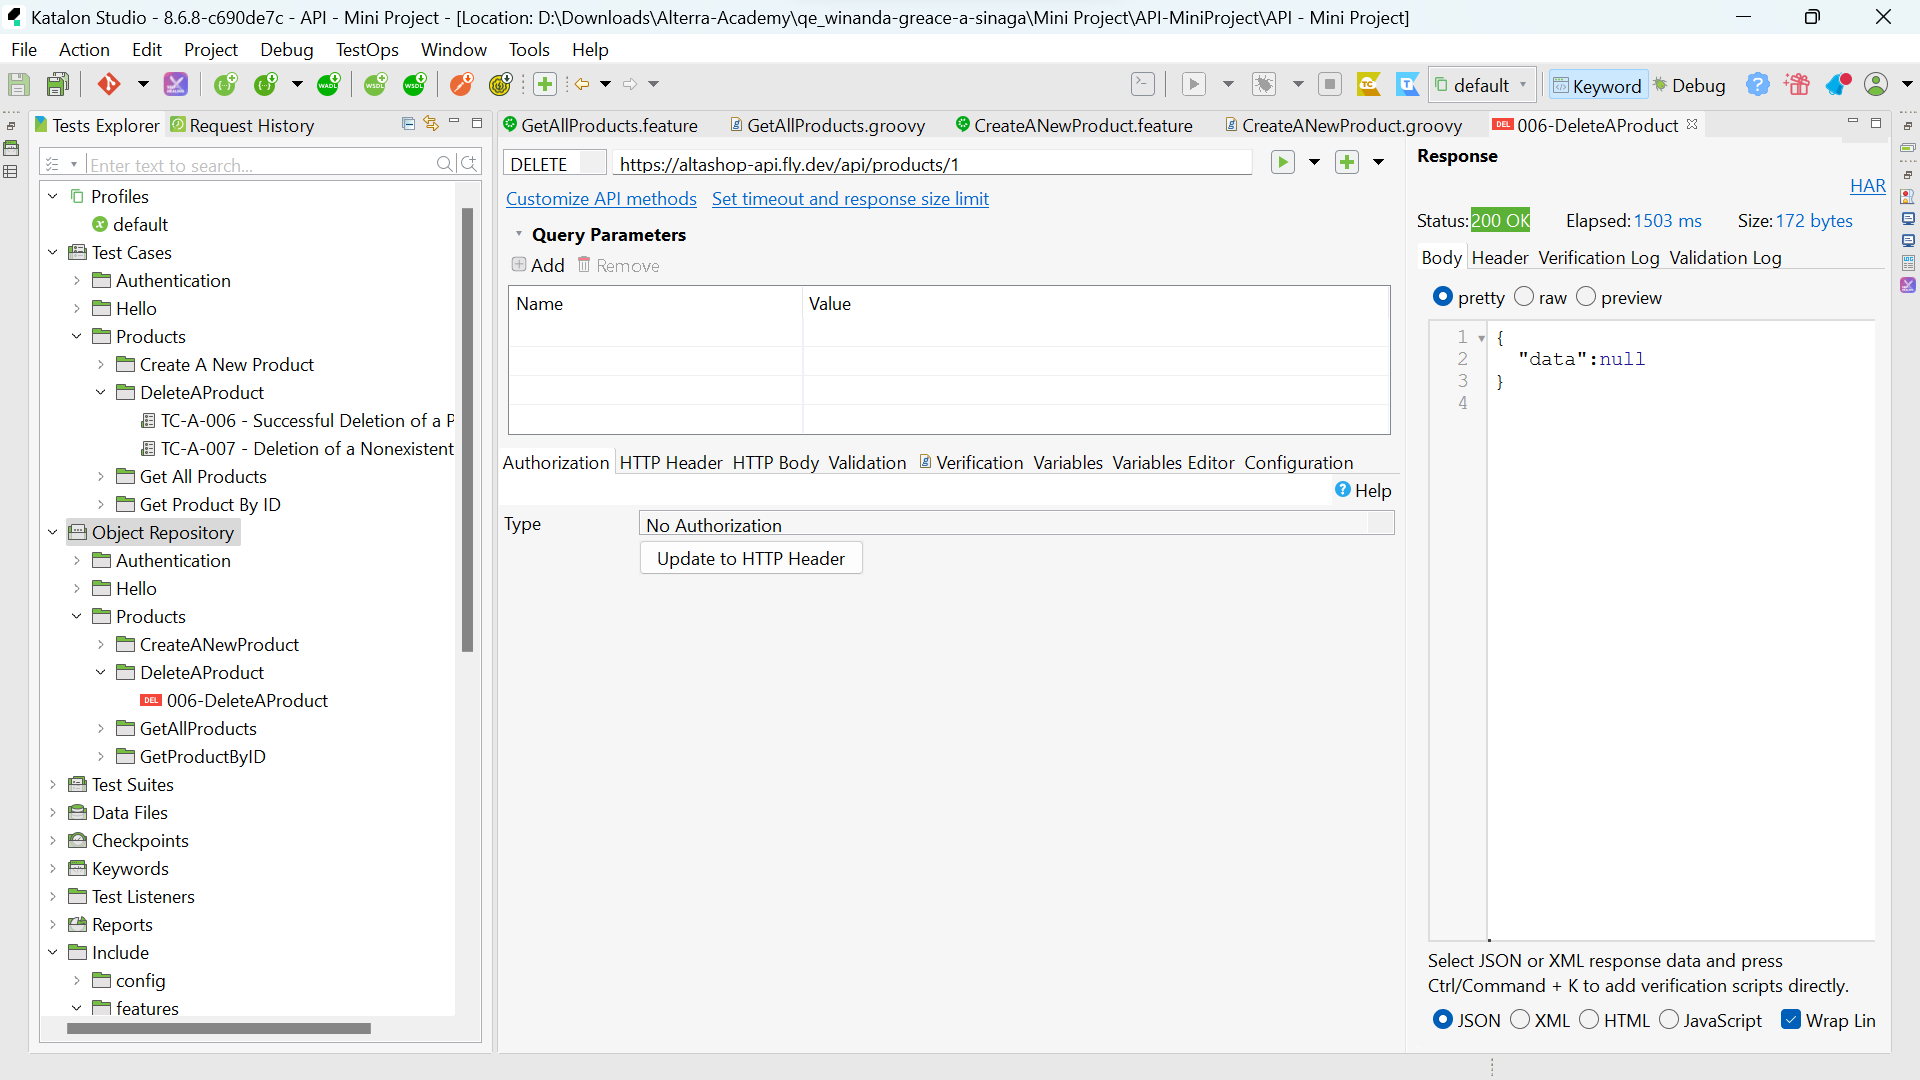 Katalon Studio - 8.6.8-c690de7c - API - Mini Project - [Location: D:\Downloads\Alterra-Academy\qe_winanda-greace-a-sinaga\Mini Project\API-MiniProject\API - Mini Project]
File Action Edit Project Debug TestOps Window Tools Help
default Keyword Debug
Tests Explorer Request History
Enter text to search...
Profiles
default
Test Cases
Authentication
Hello
Products
Create A New Product
DeleteAProduct
TC-A-006 - Successful Deletion of a P
TC-A-007 - Deletion of a Nonexistent
Get All Products
Get Product By ID
Object Repository
Authentication
Hello
Products
CreateANewProduct
DeleteAProduct
DEL 006-DeleteAProduct
GetAllProducts
GetProductByID
Test Suites
Data Files
Checkpoints
Keywords
Test Listeners
Reports
Include
config
features
GetAllProducts.feature GetAllProducts.groovy CreateANewProduct.feature CreateANewProduct.groovy DEL 006-DeleteAProduct
DELETE https://altashop-api.fly.dev/api/products/1
Customize API methods Set timeout and response size limit
Query Parameters
Add Remove
Name Value
Authorization HTTP Header HTTP Body Validation Verification Variables Variables Editor Configuration
Help
Type No Authorization
Update to HTTP Header
Response
HAR
Status: 200 OK Elapsed: 1503 ms Size: 172 bytes
Body Header Verification Log Validation Log
pretty raw preview
1 {
2 "data":null
3 }
4
Select JSON or XML response data and press
Ctrl/Command + K to add verification scripts directly.
JSON XML HTML JavaScript Wrap Lin